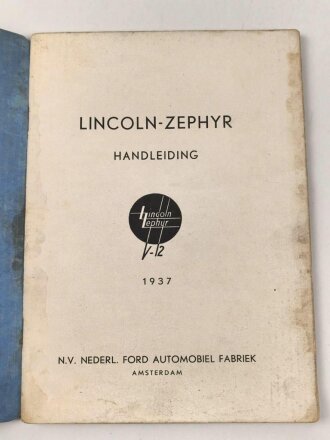 LINCOLN-ZEPHYR
HANDLEIDING
Lincoln
Zephyr
V-12
1937
N.V. NEDERL. FORD AUTOMOBIEL FABRIEK
AMSTERDAM